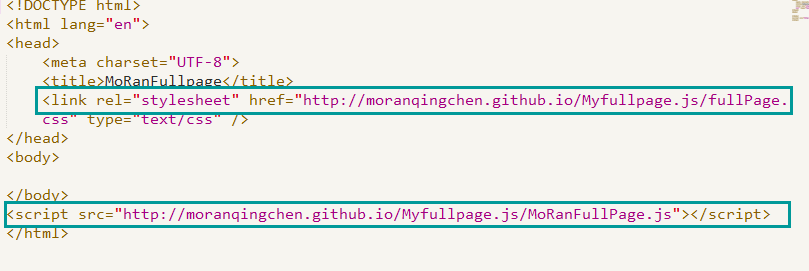 <!DOCTYPE html>
<html lang="en">
<head>
    <meta charset="UTF-8">
    <title>MoRanFullpage</title>
    <link rel="stylesheet" href="http://moranqingchen.github.io/Myfullpage.js/fullPage.
    css" type="text/css" />
</head>
<body>

</body>
<script src="http://moranqingchen.github.io/Myfullpage.js/MoRanFullPage.js"></script>
</html>